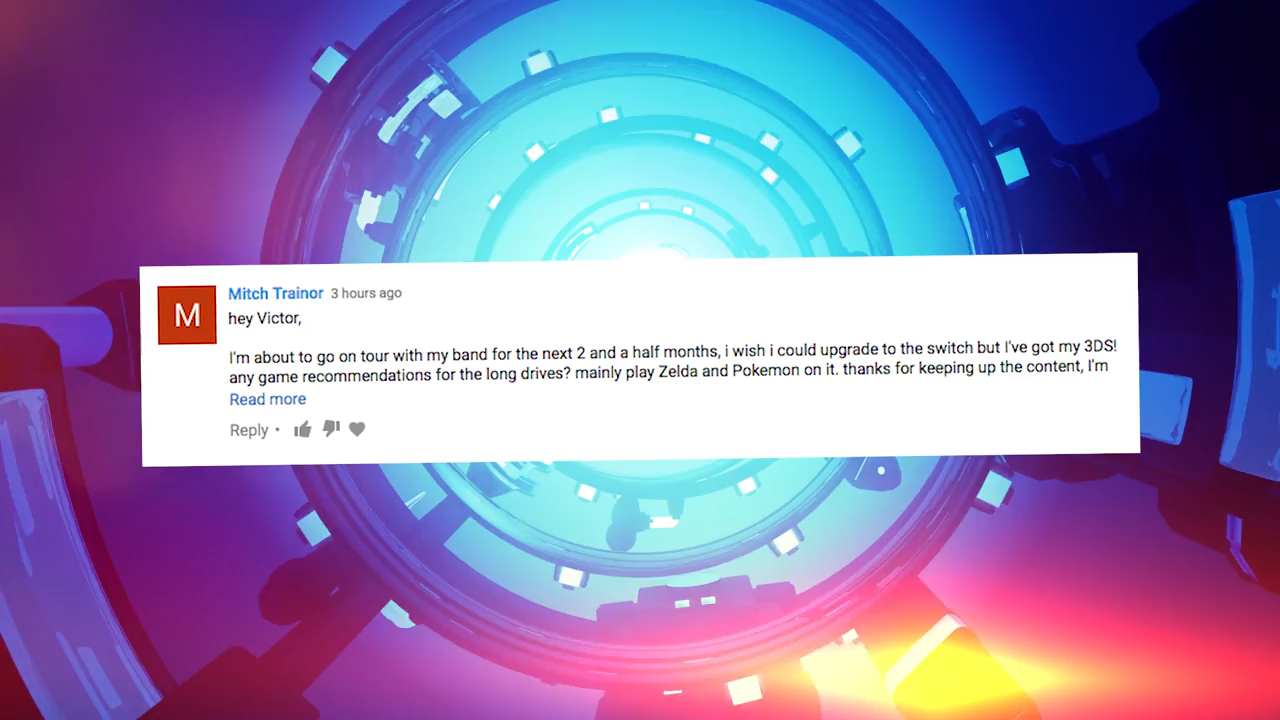 M
Mitch Trainor 3 hours ago
hey Victor,
I'm about to go on tour with my band for the next 2 and a half months, i wish i could upgrade to the switch but I've got my 3DS!
any game recommendations for the long drives? mainly play Zelda and Pokemon on it. thanks for keeping up the content, I'm
Read more
Reply •